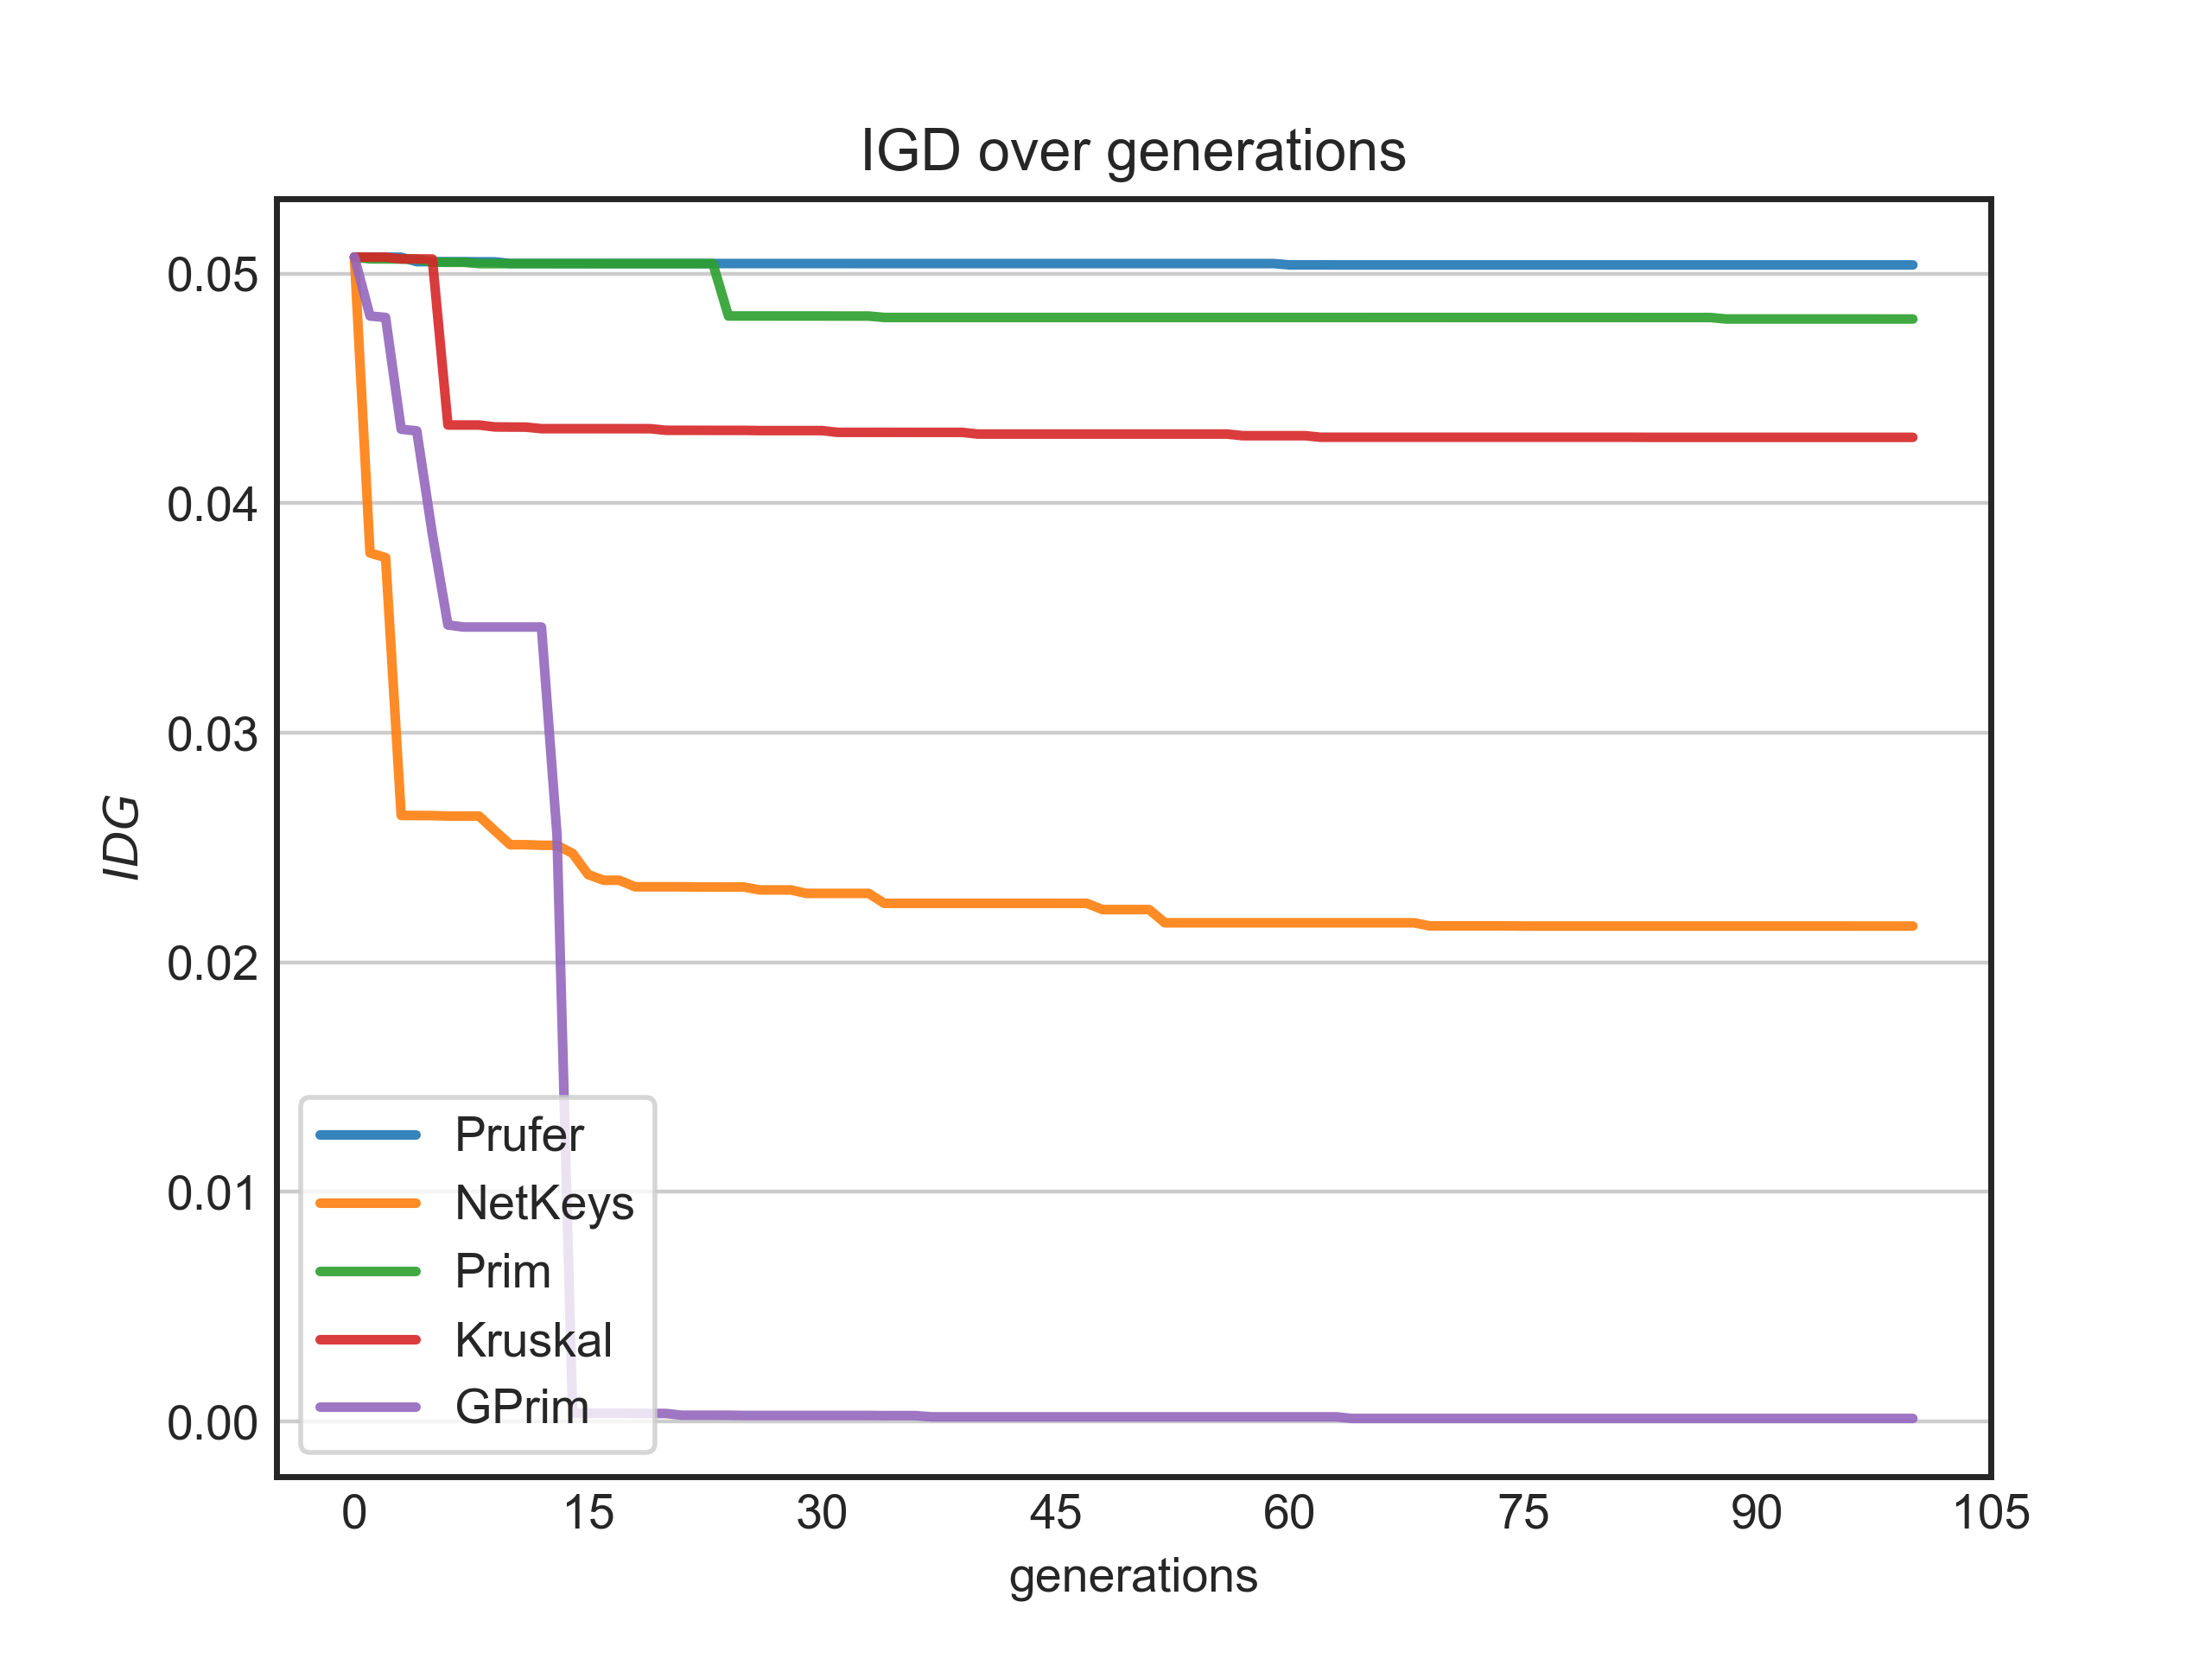 IGD over generations
0.05
0.04
0.03
0.02
0.01
0.00
IDG
Prufer
NetKeys
Prim
Kruskal
GPrim
0 15 30 45 60 75 90 105
generations